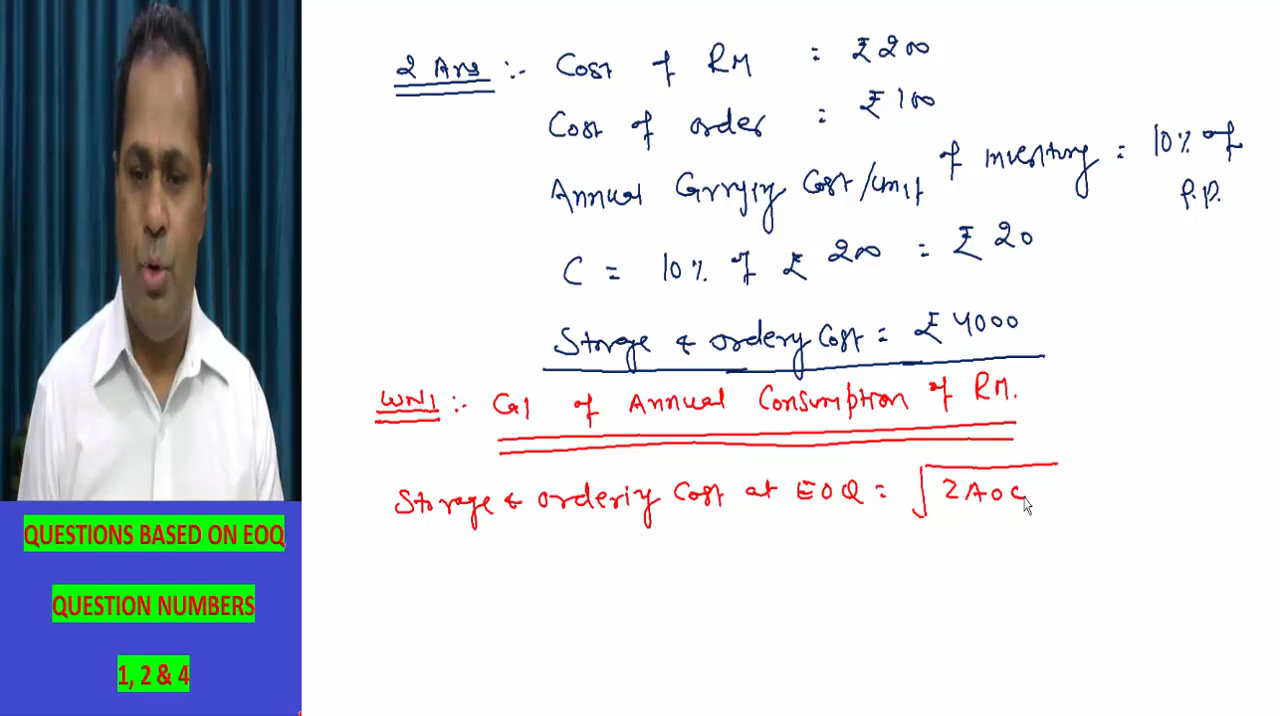 2 Ans :- Cost of RM = ₹200
Cost of order = ₹100
Annual Carrying Cost/unit of inventory = 10% of P.P.
C = 10% of ₹ 200 = ₹ 20
Storage & ordering Cost = ₹ 4000
WN1 :- Cal of Annual Consumption of RM.
Storage & ordering Cost at EOQ = √2AOC
QUESTIONS BASED ON EOQ
QUESTION NUMBERS
1, 2 & 4